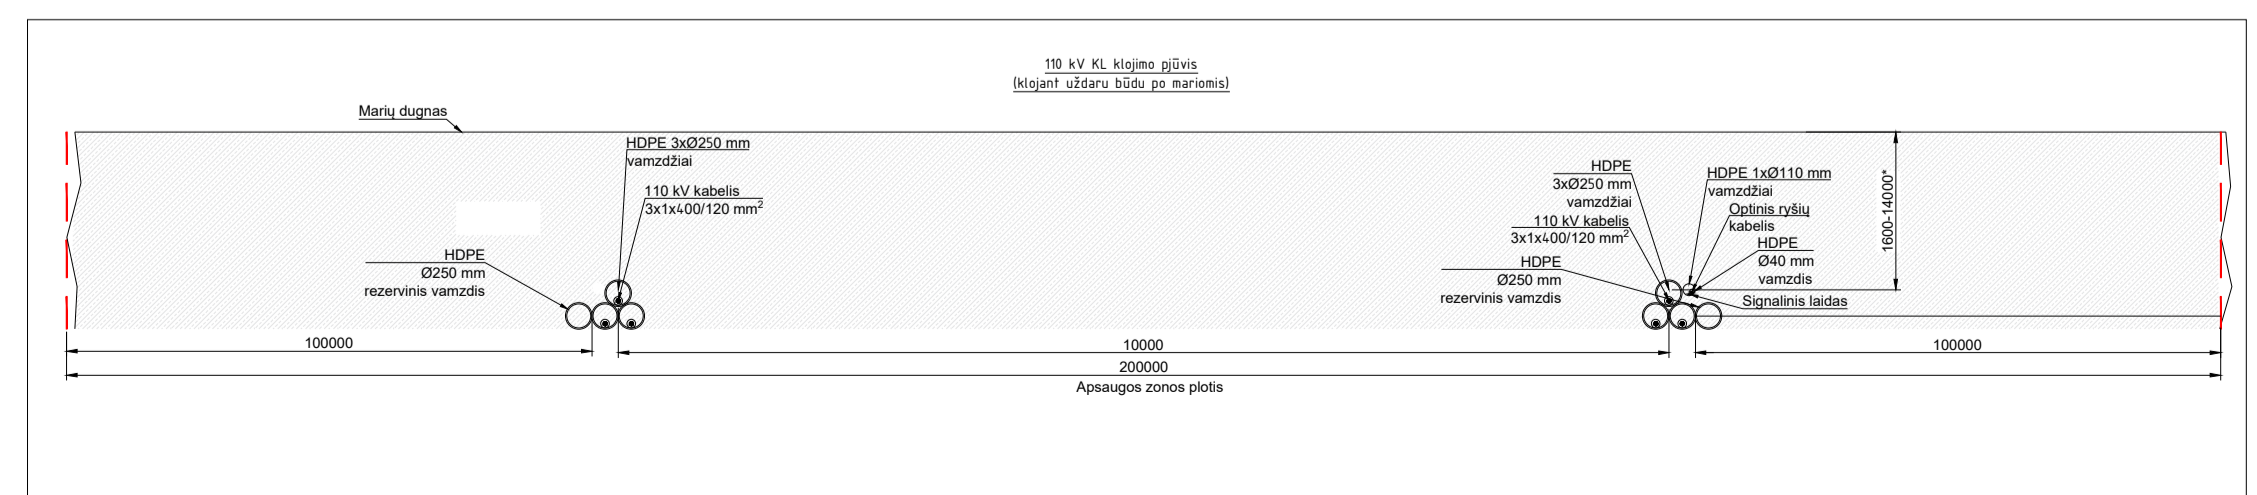 110 kV KL klojimo pjūvis
(klojant uždaru būdu po mariomis)
Marių dugnas
HDPE 3xØ250 mm
vamzdžiai
110 kV kabelis
3x1x400/120 mm²
HDPE
Ø250 mm
rezervinis vamzdis
HDPE
3xØ250 mm
vamzdžiai
110 kV kabelis
3x1x400/120 mm²
HDPE
Ø250 mm
rezervinis vamzdis
HDPE 1xØ110 mm
vamzdžiai
Optinis ryšių
kabelis
HDPE
Ø40 mm
vamzdis
Signalinis laidas
1600-14000*
100000
10000
100000
200000
Apsaugos zonos plotis